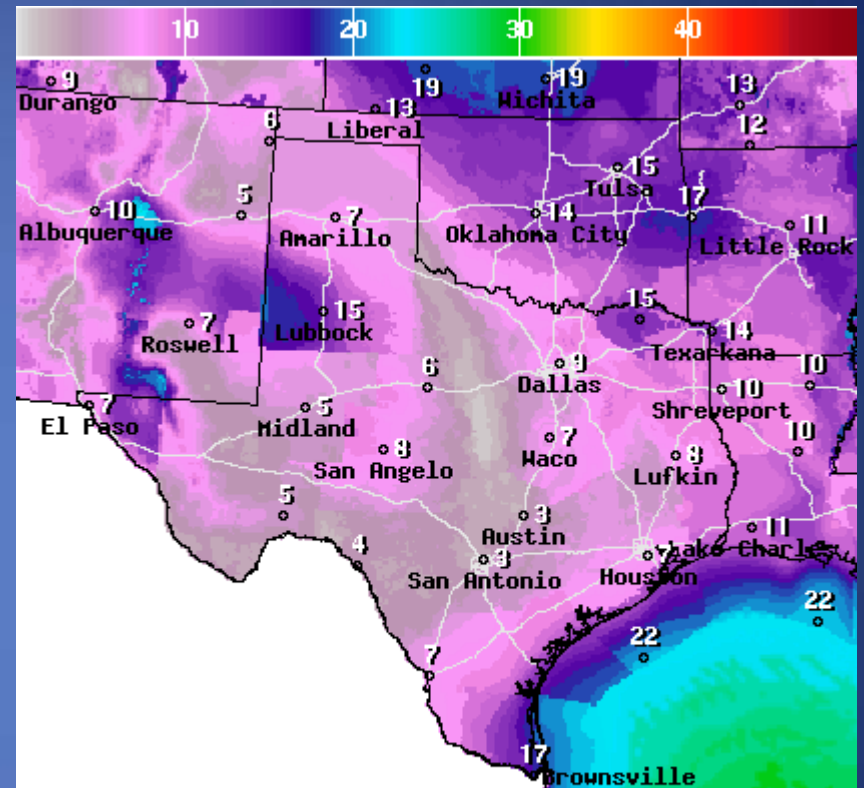 10 20 30 40
9
Durango
19
19
Wichita
13
13
Liberal
6
12
15
Tulsa
10
Albuquerque
5
7
Amarillo
14
Oklahoma City
17
11
Little Rock
7
Roswell
15
Lubbock
15
14
Texarkana
9
Dallas
6
10
Shreveport
10
7
El Paso
5
Midland
8
San Angelo
7
Waco
8
Lufkin
10
5
3
Austin
11
Lake
4
3
San Antonio
Houston
22
22
7
17
Brownsville